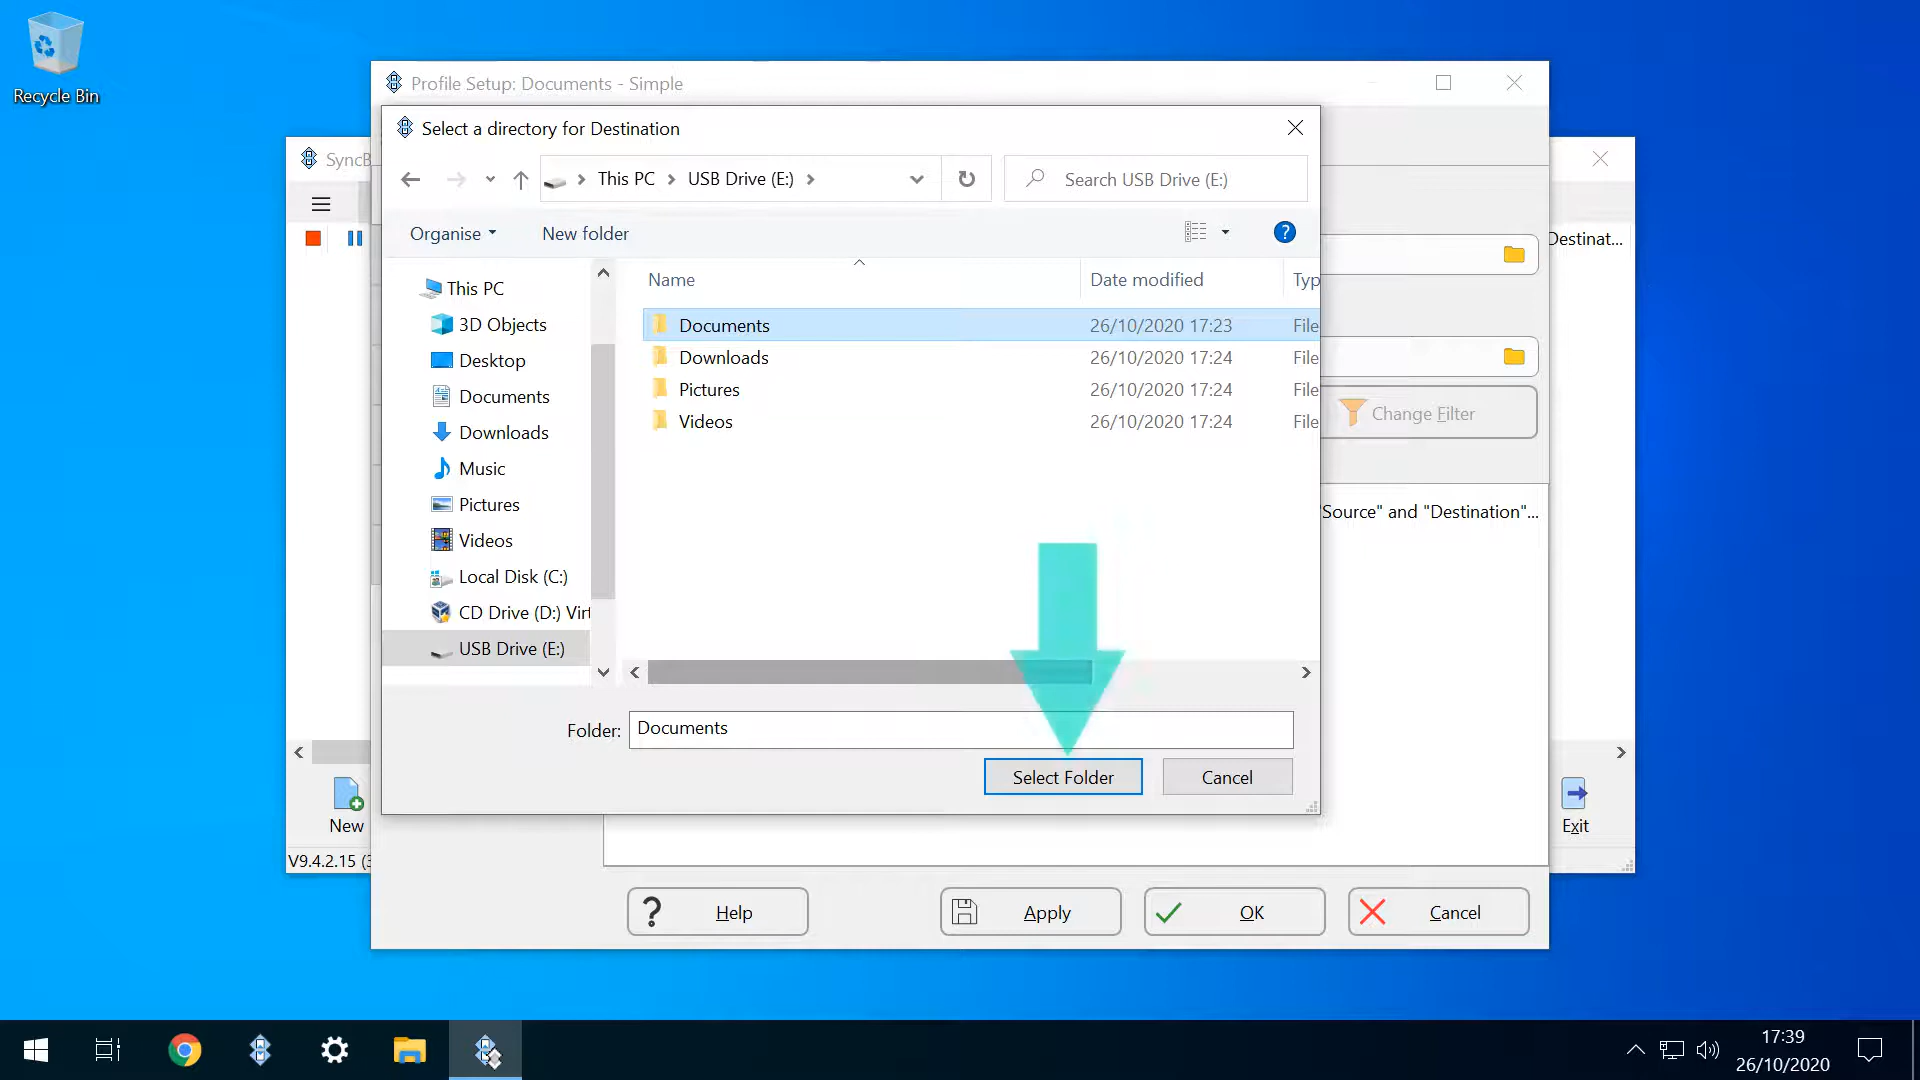 Recycle Bin
Profile Setup: Documents - Simple
Select a directory for Destination
SyncB
This PC
USB Drive (E:)
Search USB Drive (E:)
Organise
New folder
?
Destinat...
Name
Date modified
Typ
This PC
3D Objects
Desktop
Documents
Downloads
Music
Pictures
Videos
Local Disk (C:)
CD Drive (D:) Virt
USB Drive (E:)
Documents 26/10/2020 17:23 File
Downloads 26/10/2020 17:24 File
Pictures 26/10/2020 17:24 File
Videos 26/10/2020 17:24 File
Change Filter
"Source" and "Destination"...
Folder: Documents
Select Folder
Cancel
New
Exit
V9.4.2.15 (3
? Help
Apply
OK
Cancel
17:39
26/10/2020